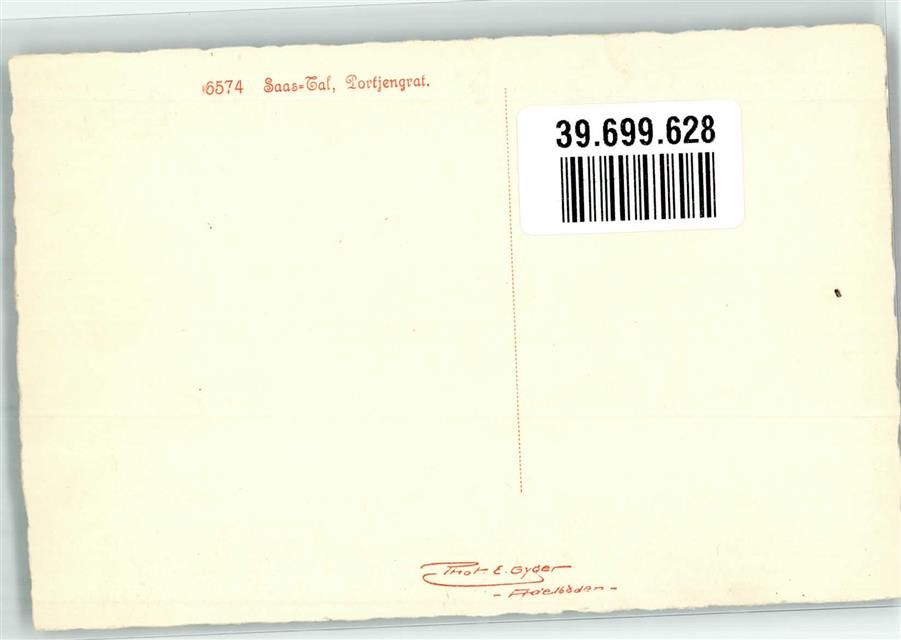 6574 Saas-Tal, Portjengrat.
39.699.628
Phot. E. Gyger
- Adelboden -